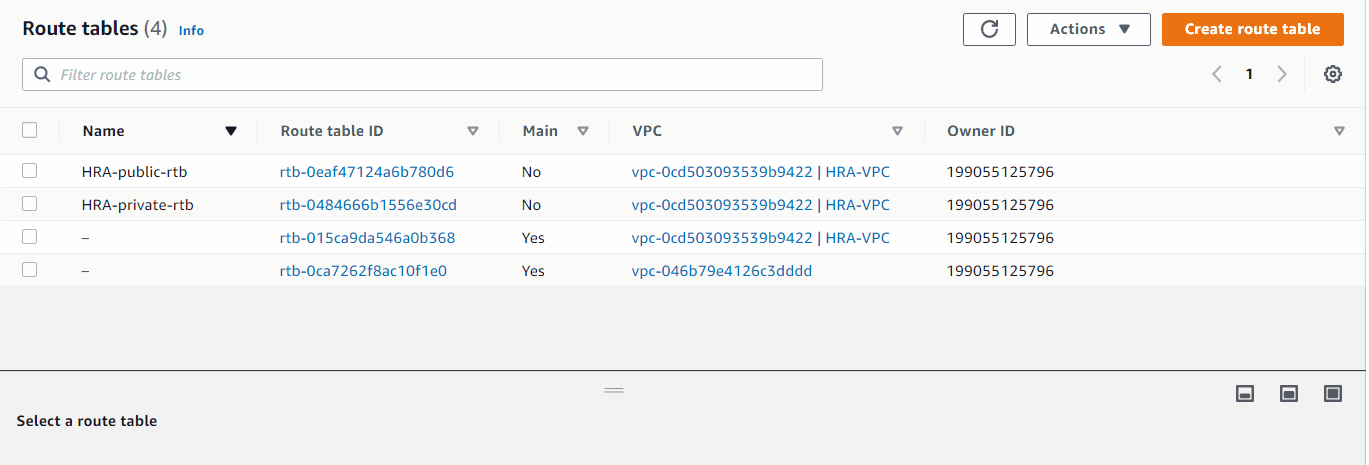 Route tables (4) Info
Actions
Create route table
Filter route tables
1
Name Route table ID Main VPC Owner ID
HRA-public-rtb rtb-0eaf47124a6b780d6 No vpc-0cd503093539b9422 | HRA-VPC 199055125796
HRA-private-rtb rtb-0484666b1556e30cd No vpc-0cd503093539b9422 | HRA-VPC 199055125796
– rtb-015ca9da546a0b368 Yes vpc-0cd503093539b9422 | HRA-VPC 199055125796
– rtb-0ca7262f8ac10f1e0 Yes vpc-046b79e4126c3dddd 199055125796
Select a route table